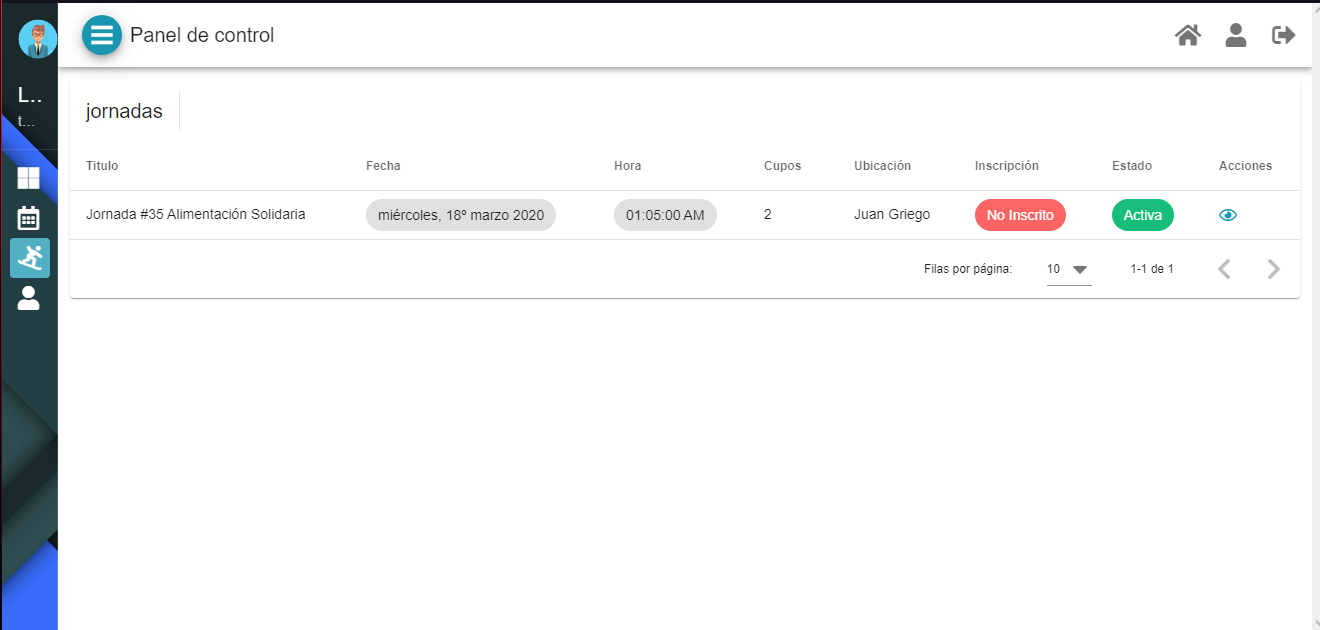 Panel de control
L..
t...
jornadas
Titulo Fecha Hora Cupos Ubicación Inscripción Estado Acciones
Jornada #35 Alimentación Solidaria miércoles, 18º marzo 2020 01:05:00 AM 2 Juan Griego No Inscrito Activa
Filas por página: 10 1-1 de 1